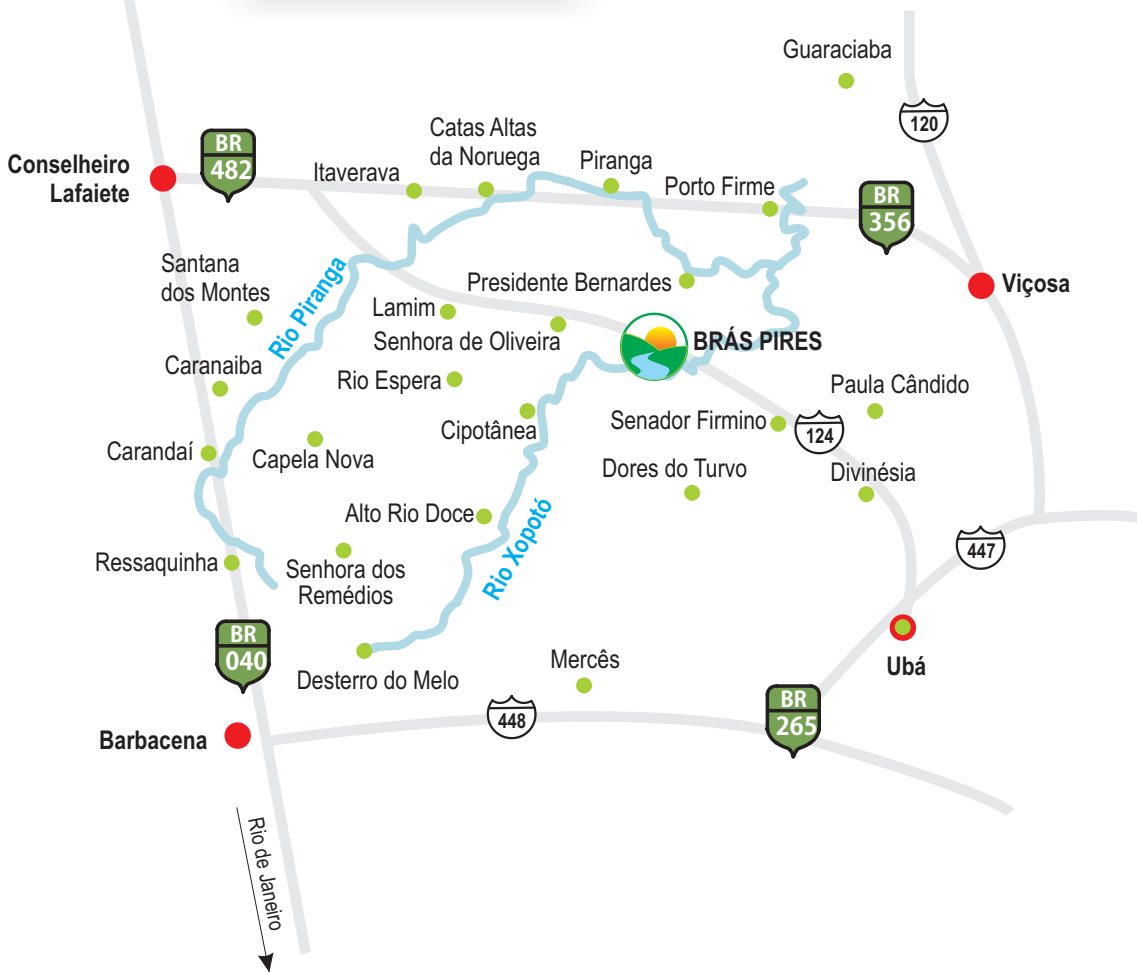 Guaraciaba
120
Catas Altas
da Noruega
BR
482
Conselheiro
Lafaiete
Itaverava
Piranga
Porto Firme
BR
356
Santana
dos Montes
Rio Piranga
Presidente Bernardes
Viçosa
Lamim
Senhora de Oliveira
BRÁS PIRES
Caranaiba
Rio Espera
Paula Cândido
Cipotânea
Senador Firmino
124
Carandaí
Capela Nova
Dores do Turvo
Divinésia
Alto Rio Doce
Rio Xopotó
447
Ressaquinha
Senhora dos
Remédios
BR
040
Ubá
Desterro do Melo
Mercês
BR
265
448
Barbacena
Rio de Janeiro